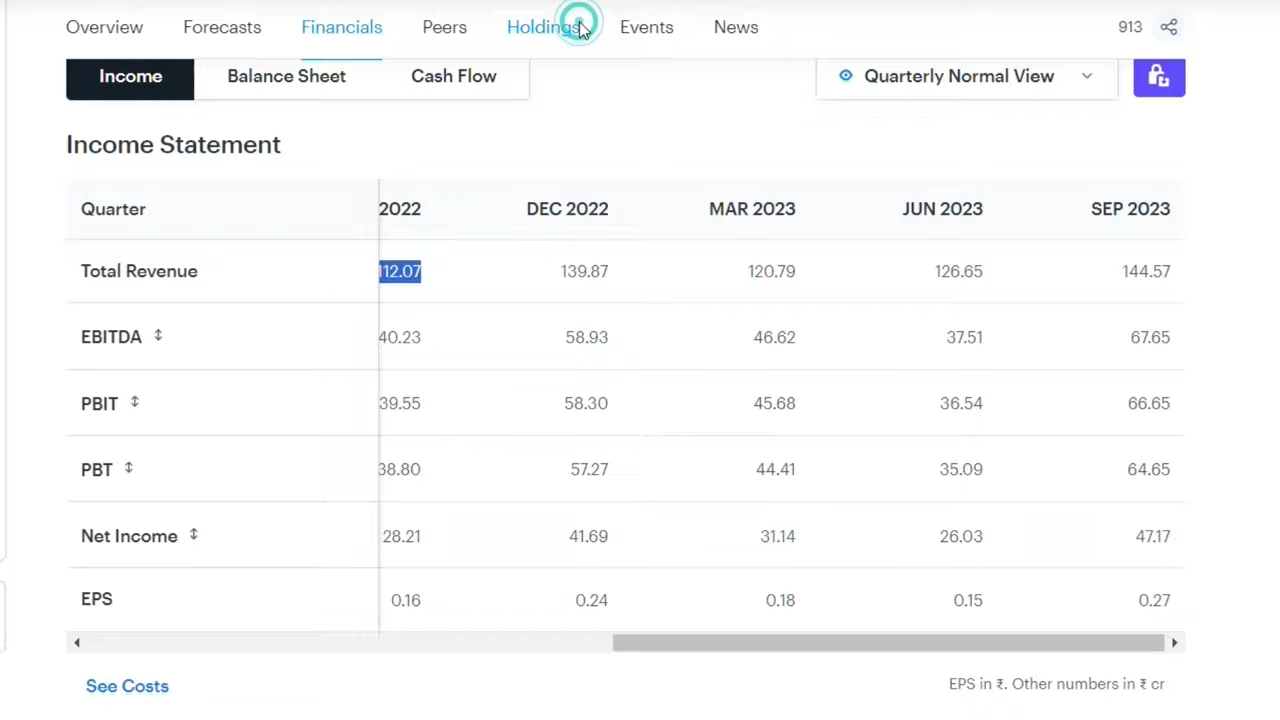 Overview Forecasts Financials Peers Holdings Events News 913
Income Balance Sheet Cash Flow Quarterly Normal View
Income Statement
Quarter 2022 DEC 2022 MAR 2023 JUN 2023 SEP 2023
Total Revenue 112.07 139.87 120.79 126.65 144.57
EBITDA 40.23 58.93 46.62 37.51 67.65
PBIT 39.55 58.30 45.68 36.54 66.65
PBT 38.80 57.27 44.41 35.09 64.65
Net Income 28.21 41.69 31.14 26.03 47.17
EPS 0.16 0.24 0.18 0.15 0.27
See Costs EPS in ₹. Other numbers in ₹ cr